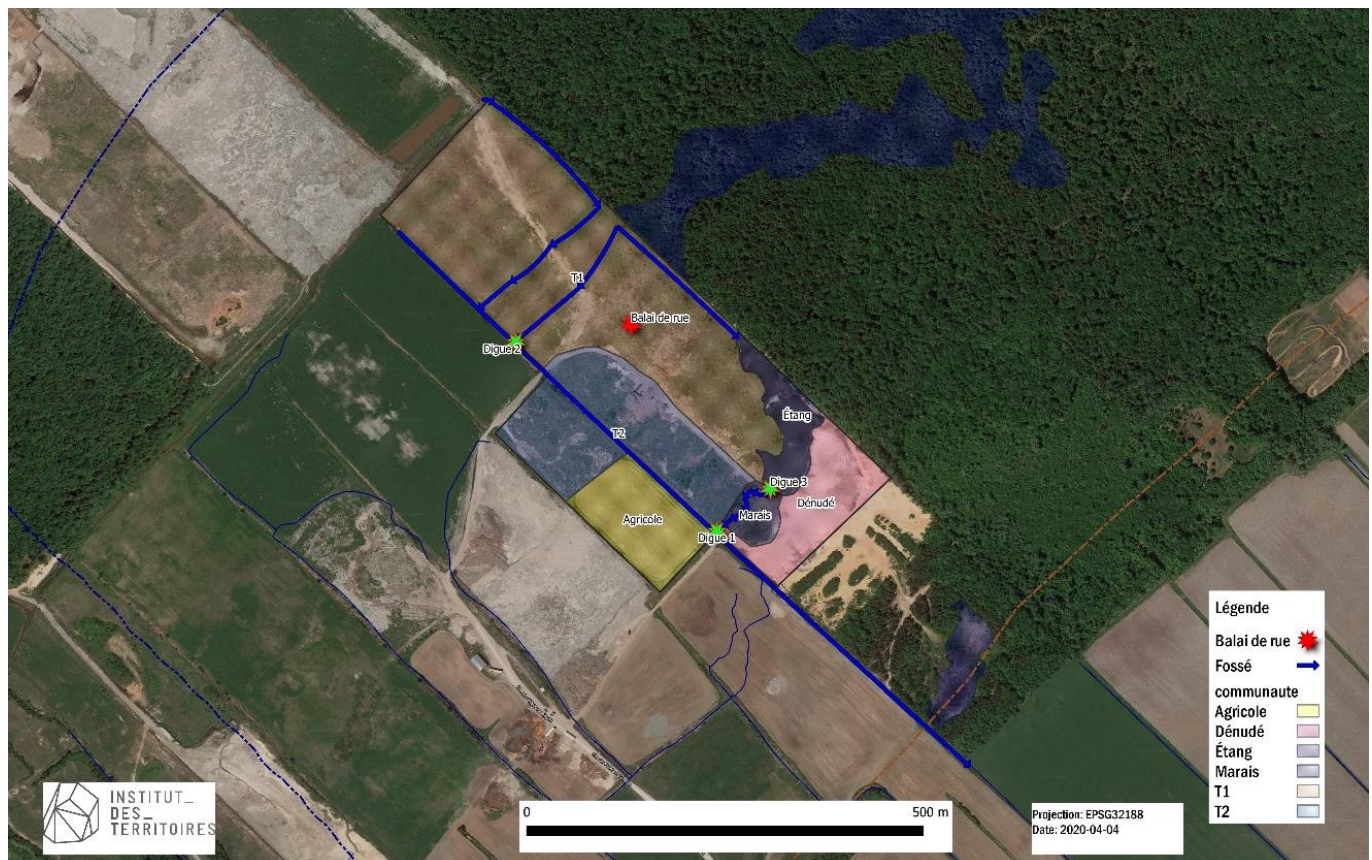 T1
Balai de rue
Digue 2
Étang
T2
Digue 3
Dénudé
Agricole
Marais
Digue 1
Légende
Balai de rue
Fossé
communaute
Agricole
Dénudé
Étang
Marais
T1
T2
INSTITUT_
DES_
TERRITOIRES
0
500 m
Projection: EPSG32188
Date: 2020-04-04